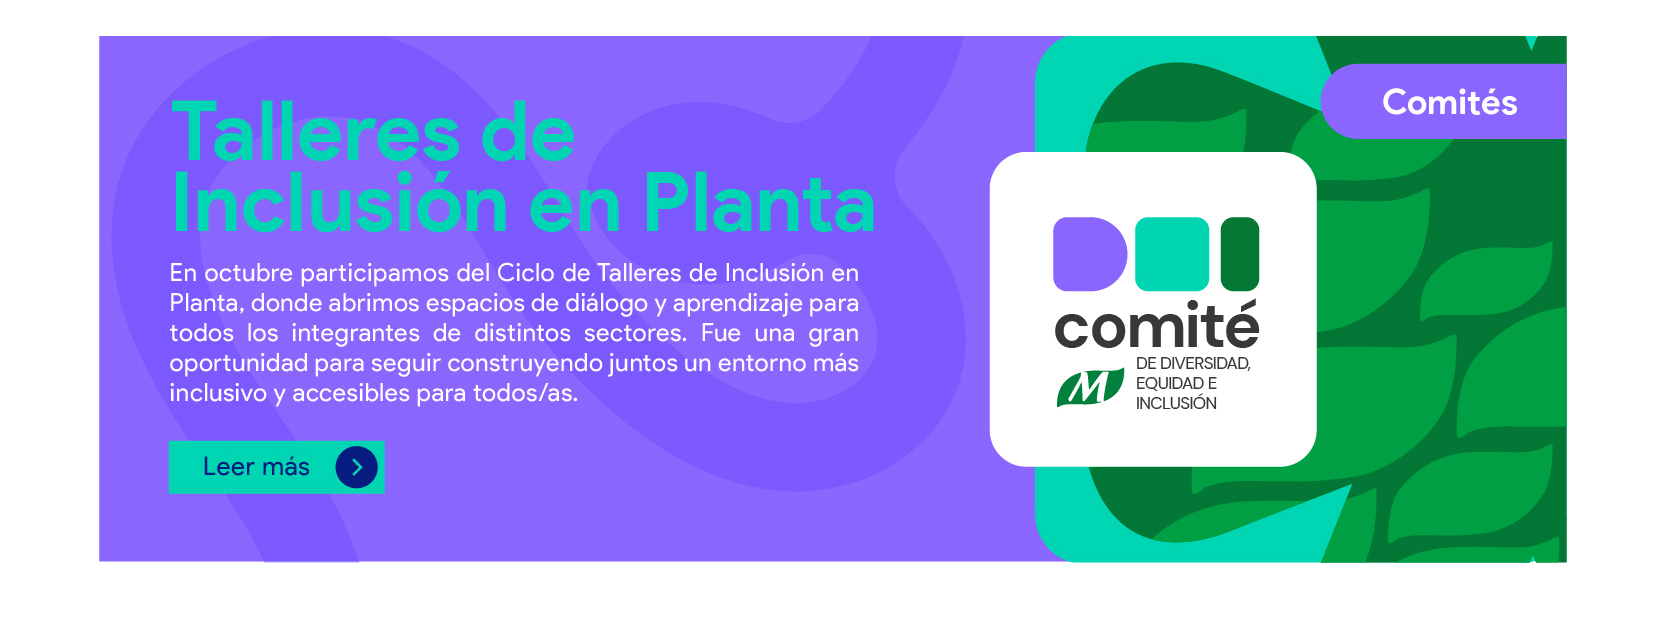 Talleres de
Inclusión en Planta
En octubre participamos del Ciclo de Talleres de Inclusión en
Planta, donde abrimos espacios de diálogo y aprendizaje para
todos los integrantes de distintos sectores. Fue una gran
oportunidad para seguir construyendo juntos un entorno más
inclusivo y accesibles para todos/as.
Leer más
Comités
comité
M
DE DIVERSIDAD,
EQUIDAD E
INCLUSIÓN